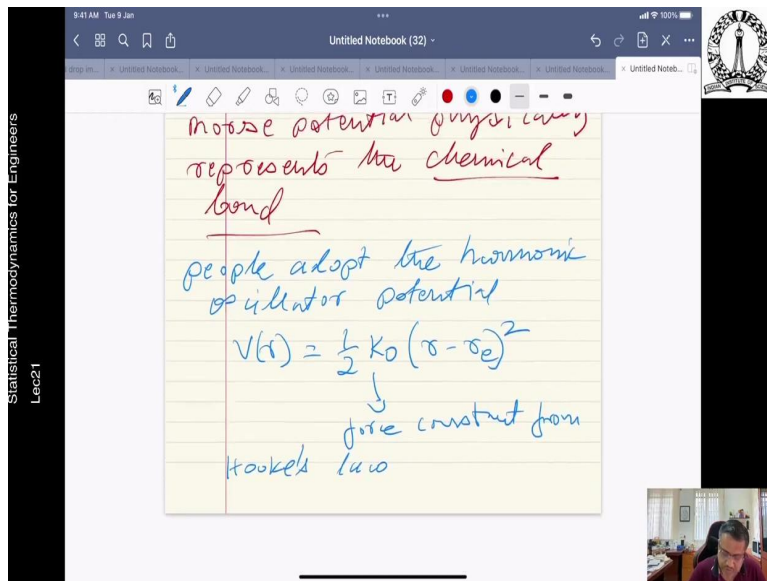 9:41 AM Tue 9 Jan
100%
Untitled Notebook (32)
drop im... × Untitled Notebook... × Untitled Notebook... × Untitled Notebook... × Untitled Notebook... × Untitled Notebook... × Untitled Notebook... × Untitled Noteb...
morse potential physically
represents the chemical
bond
people adopt the harmonic
oscillator potential
V(r) = 1/2 K0 (r - re)^2
force constant from
Hooke's law
Statistical Thermodynamics for Engineers
Lec21